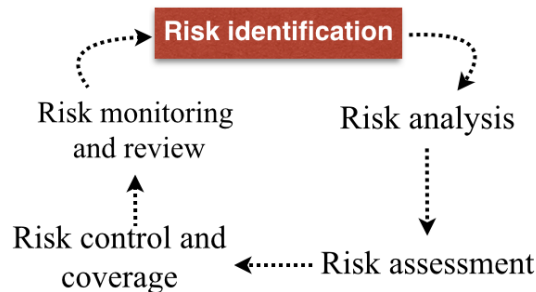 Risk identification
Risk analysis
Risk assessment
Risk control and
coverage
Risk monitoring
and review